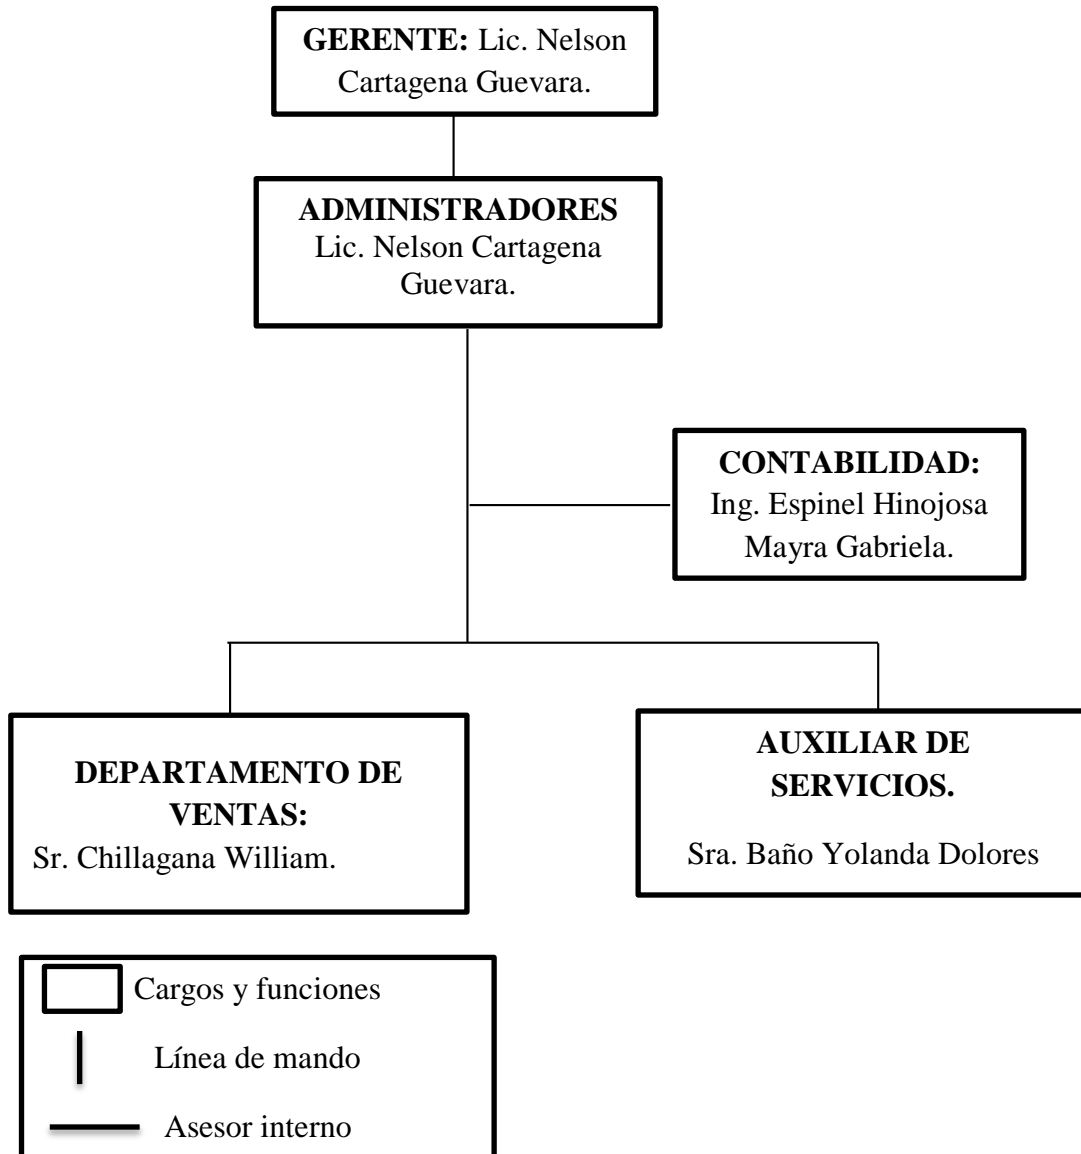 GERENTE: Lic. Nelson
Cartagena Guevara.
ADMINISTRADORES
Lic. Nelson Cartagena
Guevara.
CONTABILIDAD:
Ing. Espinel Hinojosa
Mayra Gabriela.
DEPARTAMENTO DE
VENTAS:
Sr. Chillagana William.
AUXILIAR DE
SERVICIOS.
Sra. Baño Yolanda Dolores
Cargos y funciones
Línea de mando
Asesor interno